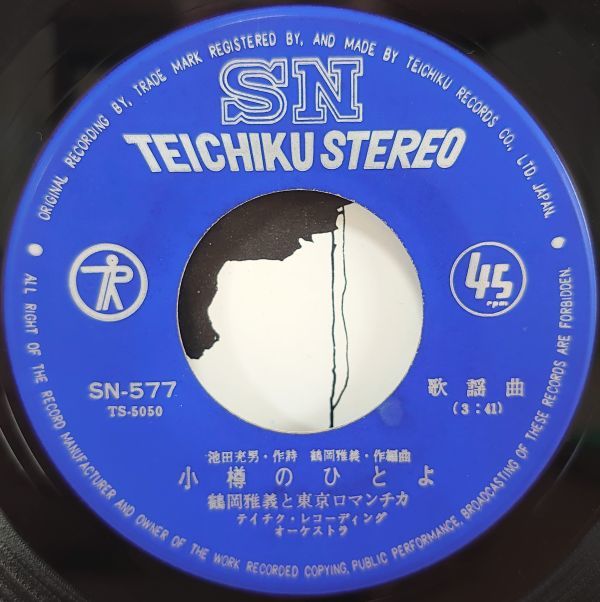 ORIGINAL RECORDING BY, TRADE MARK REGISTERED BY, AND MADE BY TEICHIKU RECORDS CO., LTD. JAPAN.
SN
TEICHIKU STEREO
45
rpm
SN-577
TS-5050
歌謡曲
(3:41)
池田充男・作詩 鶴岡雅義・作編曲
小樽のひとよ
鶴岡雅義と東京ロマンチカ
テイチク・レコーディング
オーケストラ
ALL RIGHT OF THE RECORD MANUFACTURER AND OWNER OF THE WORK RECORDED COPYING, PUBLIC PERFORMANCE, BROADCASTING OF THESE RECORDS ARE FORBIDDEN.